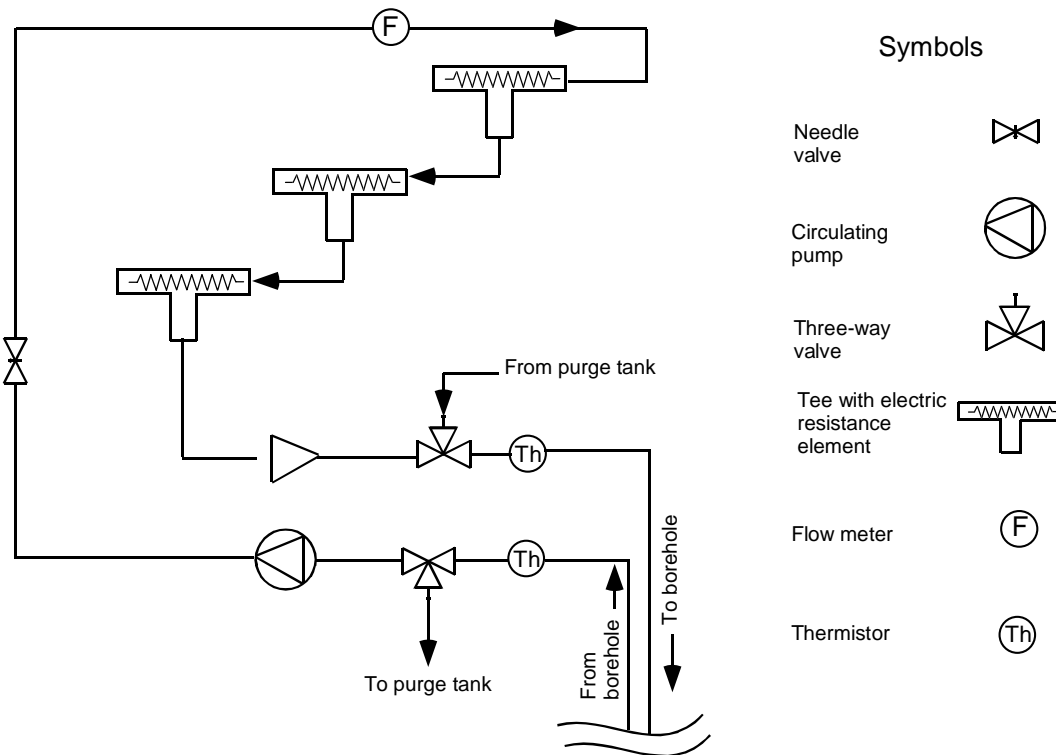 F
Symbols
Needle
valve
Circulating
pump
Three-way
valve
From purge tank
Tee with electric
resistance
element
Th
To borehole
Flow meter
F
Th
From
borehole
Thermistor
Th
To purge tank